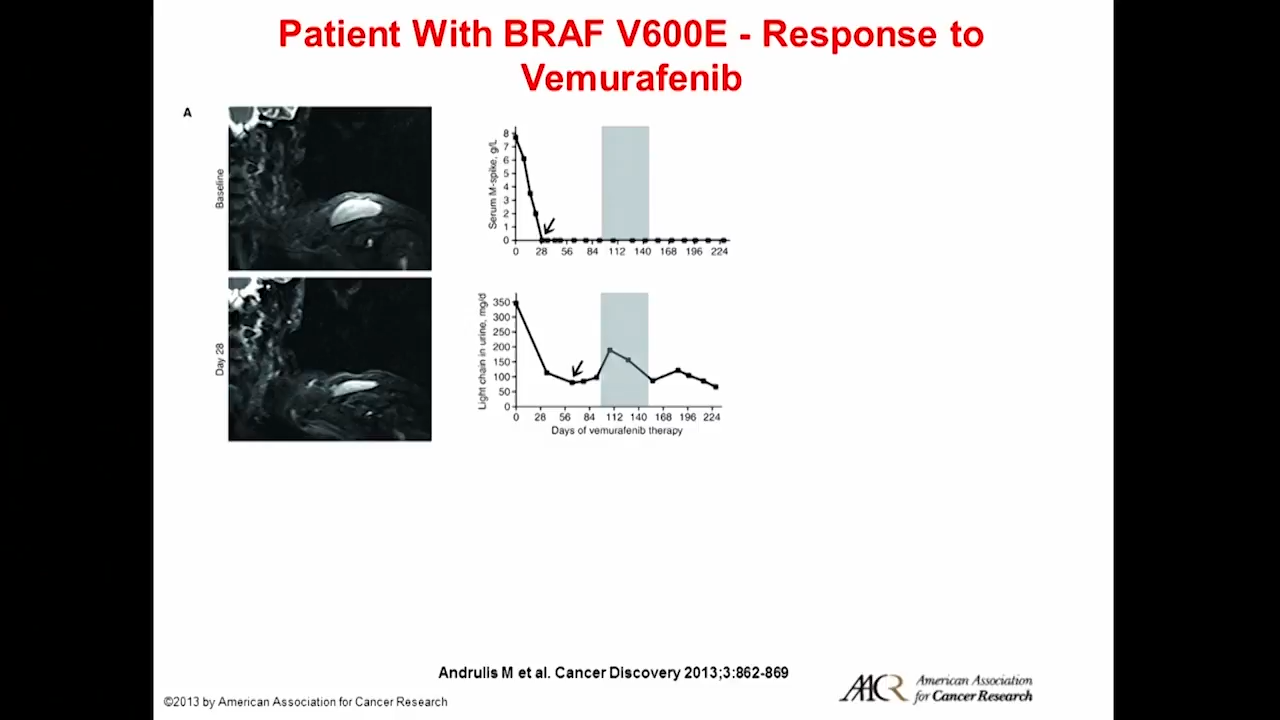 Patient With BRAF V600E - Response to
Vemurafenib
A
Baseline
Day 28
Serum M-spike, g/L
8
7
6
5
4
3
2
1
0
0 28 56 84 112 140 168 196 224
Light chain in urine, mg/d
350
300
250
200
150
100
50
0
0 28 56 84 112 140 168 196 224
Days of vemurafenib therapy
Andrulis M et al. Cancer Discovery 2013;3:862-869
©2013 by American Association for Cancer Research
AACR American Association
for Cancer Research